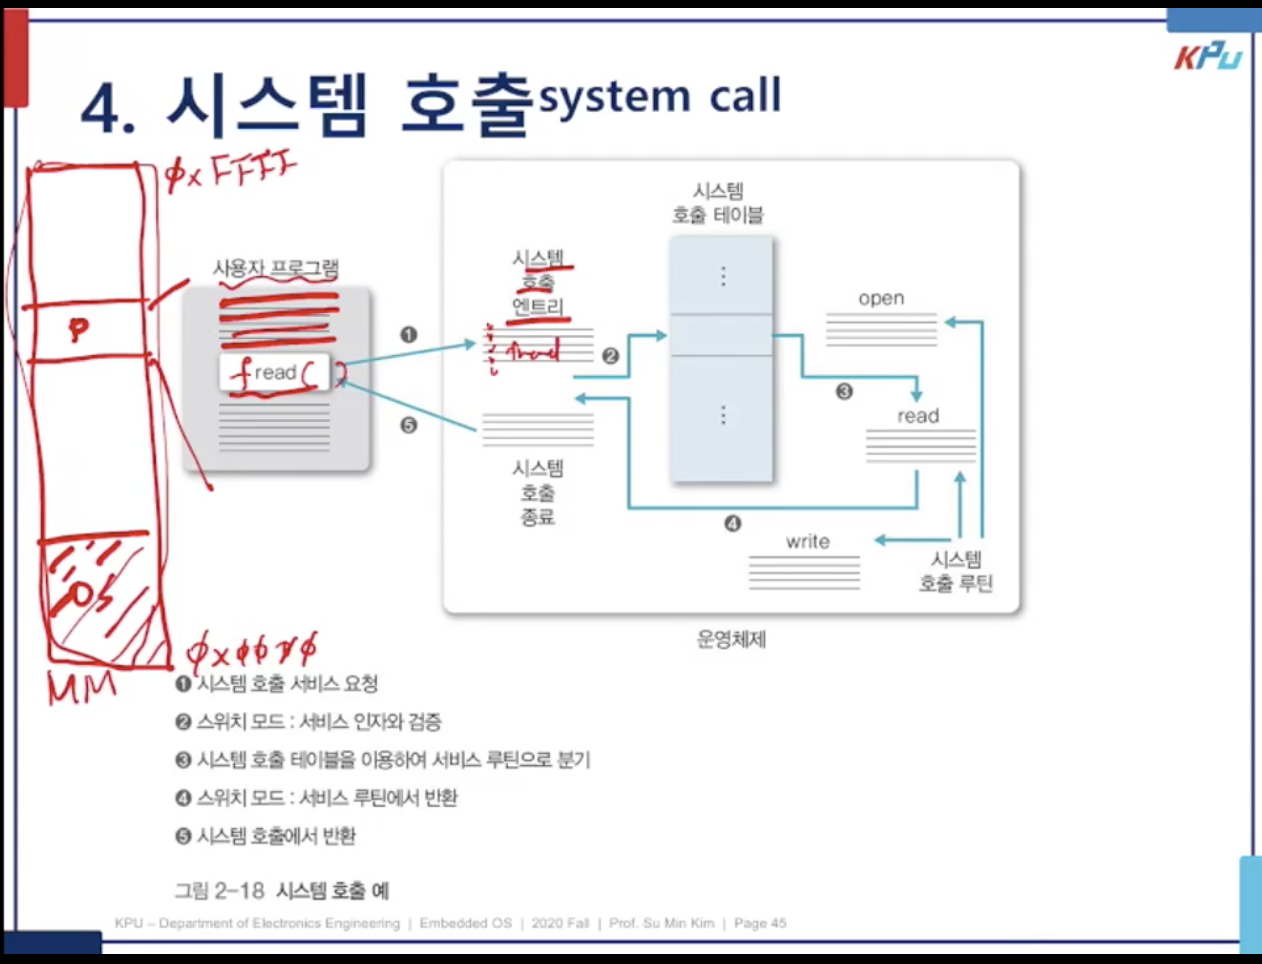 KPU
4. 시스템 호출system call
ϕxFFFF
시스템
호출 테이블
사용자 프로그램
시스템
호출
엔트리
⋮
open
P
❶
fread
❷
fread()
❸
⋮
read
❺
시스템
호출
종료
❹
write
시스템
호출 루틴
OS
운영체제
ϕxϕϕϕϕ
MM
❶ 시스템 호출 서비스 요청
❷ 스위치 모드 : 서비스 인자와 검증
❸ 시스템 호출 테이블을 이용하여 서비스 루틴으로 분기
❹ 스위치 모드 : 서비스 루틴에서 반환
❺ 시스템 호출에서 반환
그림 2-18 시스템 호출 예
KPU – Department of Electronics Engineering | Embedded OS | 2020 Fall | Prof. Su Min Kim | Page 45